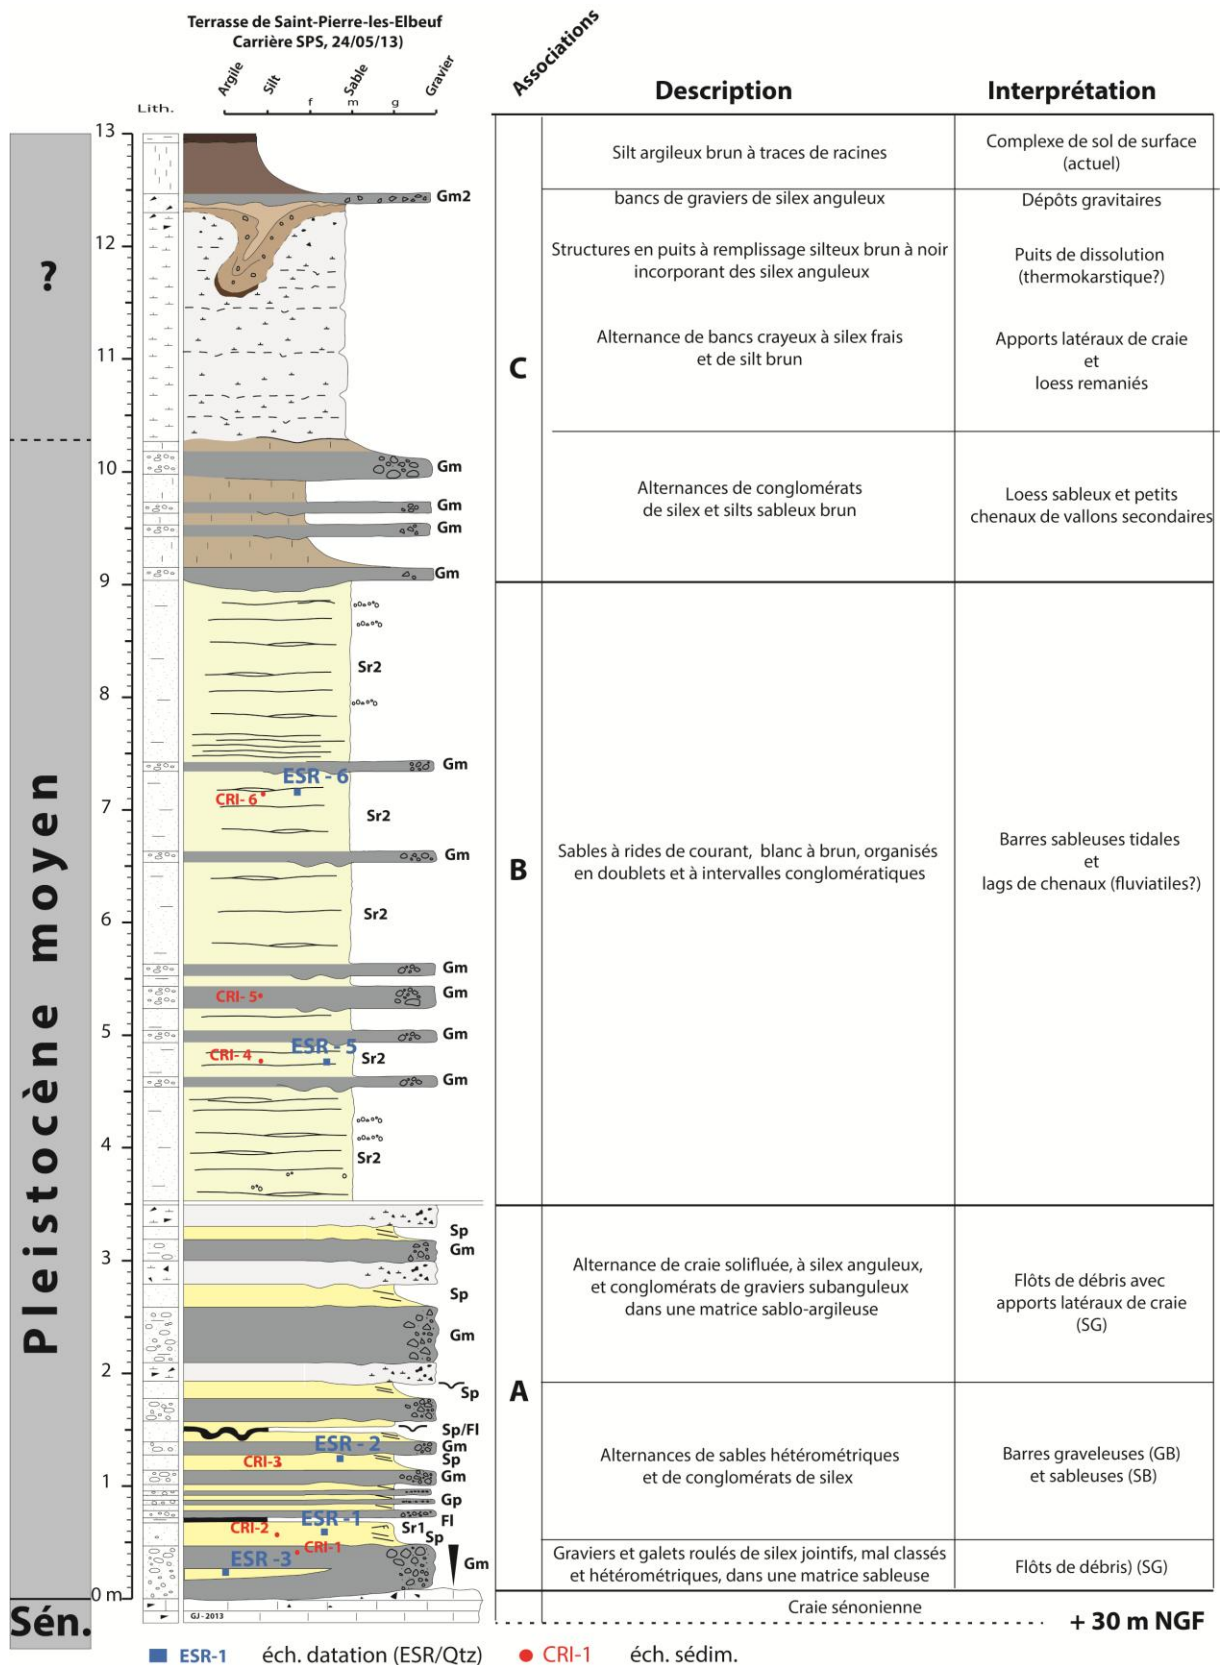 Terrasse de Saint-Pierre-les-Elbeuf
Carrière SPS, 24/05/13)
Argile
Silt
Sable
Gravier
f
m
g
Lith.
Associations
Description
Interprétation
13
12
11
10
9
8
7
6
5
4
3
2
1
0 m
?
Pleistocène moyen
Sén.
Gm2
Gm
Gm
Gm
Gm
Sr2
Gm
ESR - 6
CRI- 6
Sr2
Gm
Sr2
Gm
CRI- 5
Gm
Gm
CRI- 4
ESR - 5
Sr2
Gm
Sr2
Sp
Gm
Sp
Gm
Sp
Sp/Fl
ESR - 2
Gm
CRI-3
Sp
Gm
Gp
Fl
ESR -1
CRI-2
Sr1
Sp
CRI-1
ESR -3
Gm
GJ - 2013
C
Silt argileux brun à traces de racines
Complexe de sol de surface
(actuel)
bancs de graviers de silex anguleux
Dépôts gravitaires
Structures en puits à remplissage silteux brun à noir
incorporant des silex anguleux
Puits de dissolution
(thermokarstique?)
Alternance de bancs crayeux à silex frais
et de silt brun
Apports latéraux de craie
et
loess remaniés
Alternances de conglomérats
de silex et silts sableux brun
Loess sableux et petits
chenaux de vallons secondaires
B
Sables à rides de courant, blanc à brun, organisés
en doublets et à intervalles conglomératiques
Barres sableuses tidales
et
lags de chenaux (fluviatiles?)
A
Alternance de craie solifluée, à silex anguleux,
et conglomérats de graviers subanguleux
dans une matrice sablo-argileuse
Flôts de débris avec
apports latéraux de craie
(SG)
Alternances de sables hétérométriques
et de conglomérats de silex
Barres graveleuses (GB)
et sableuses (SB)
Graviers et galets roulés de silex jointifs, mal classés
et hétérométriques, dans une matrice sableuse
Flôts de débris) (SG)
Craie sénonienne
+ 30 m NGF
ESR-1 éch. datation (ESR/Qtz)
CRI-1 éch. sédim.